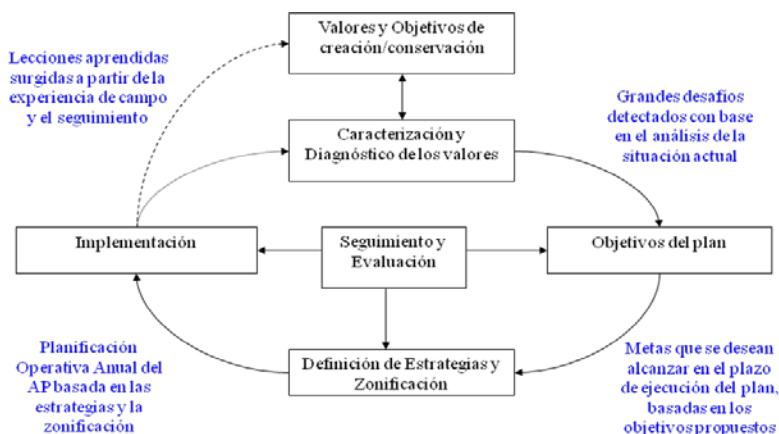 Valores y Objetivos de
creación/conservación
Lecciones aprendidas
surgidas a partir de la
experiencia de campo
y el seguimiento
Grandes desafíos
detectados con base
en el análisis de la
situación actual
Caracterización y
Diagnóstico de los valores
Implementación
Seguimiento y
Evaluación
Objetivos del plan
Planificación
Operativa Anual del
AP basada en las
estrategias y la
zonificación
Definición de Estrategias y
Zonificación
Metas que se desean
alcanzar en el plazo
de ejecución del plan,
basadas en los
objetivos propuestos